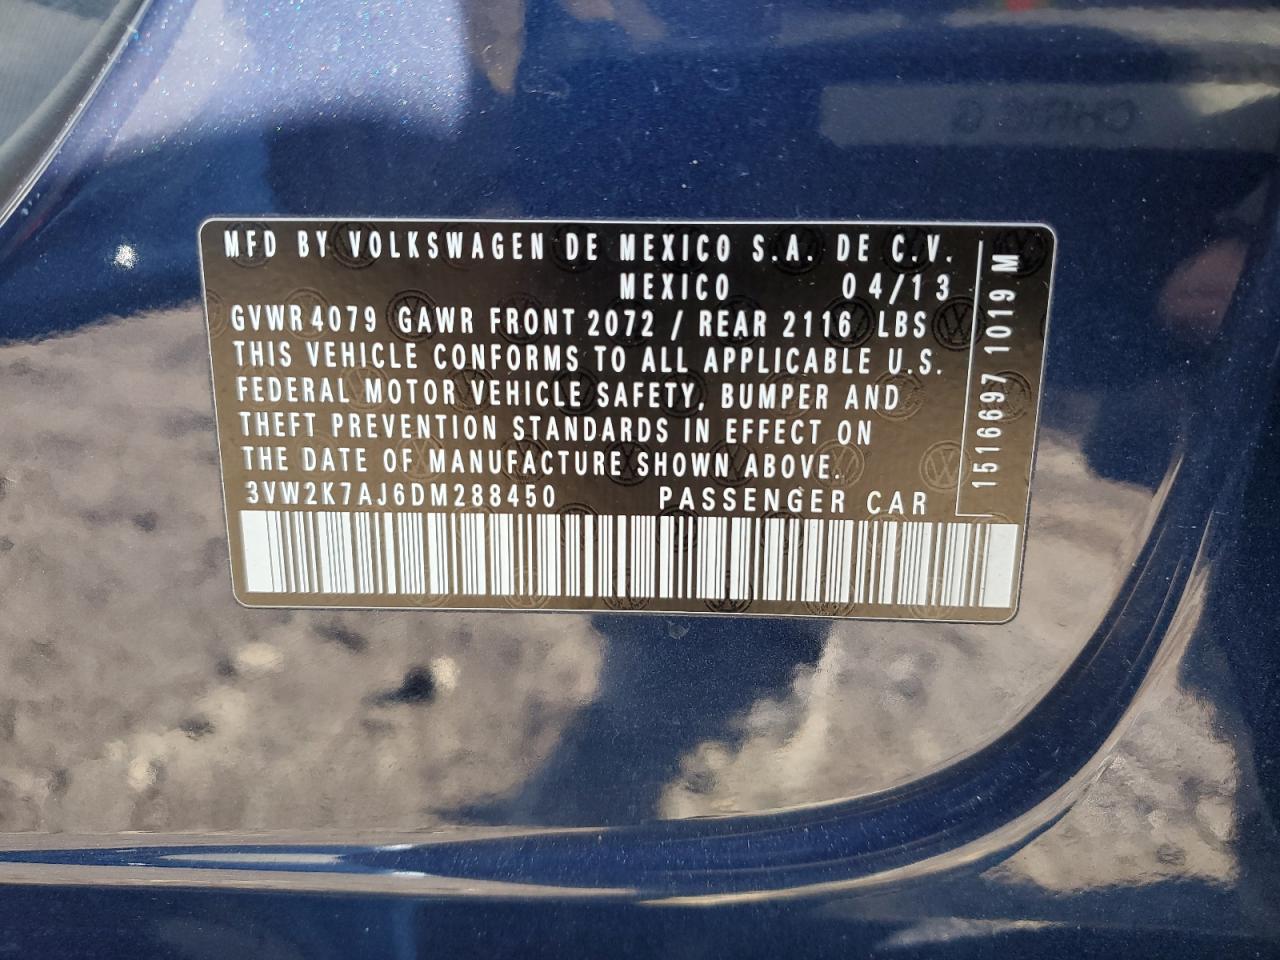 MFD BY VOLKSWAGEN DE MEXICO S.A. DE C.V.
MEXICO 04/13
GVWR 4079 GAWR FRONT 2072 / REAR 2116 LBS
THIS VEHICLE CONFORMS TO ALL APPLICABLE U.S.
FEDERAL MOTOR VEHICLE SAFETY, BUMPER AND
THEFT PREVENTION STANDARDS IN EFFECT ON
THE DATE OF MANUFACTURE SHOWN ABOVE.
3VW2K7AJ6DM288450 PASSENGER CAR
1516697 1019 M